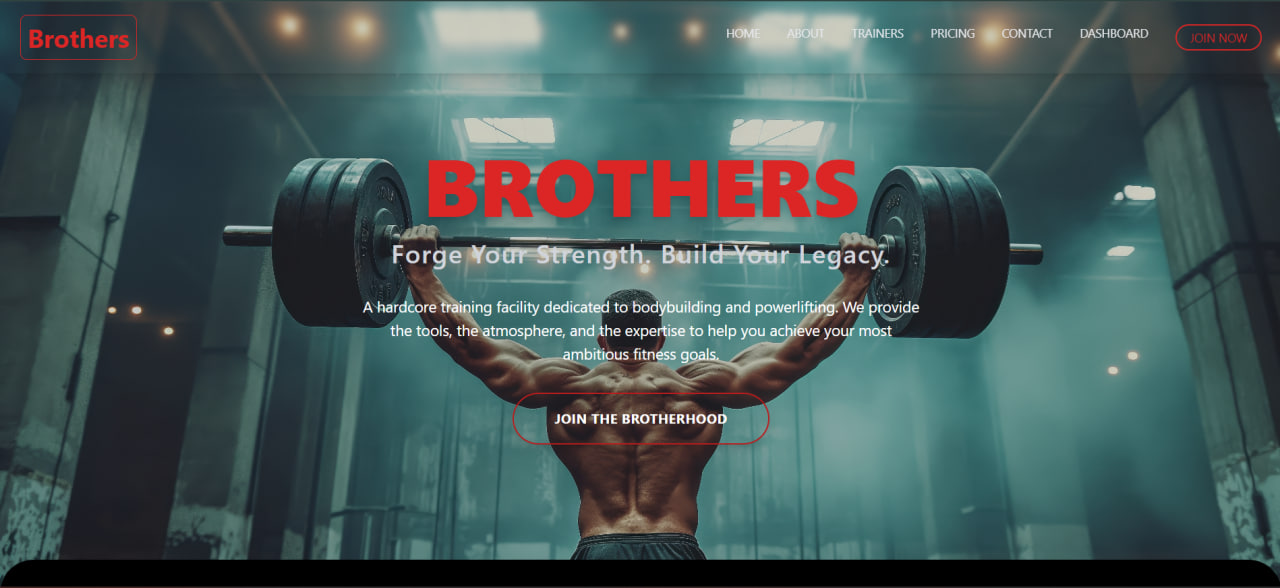 Brothers
HOME ABOUT TRAINERS PRICING CONTACT DASHBOARD JOIN NOW
BROTHERS
Forge Your Strength. Build Your Legacy.
A hardcore training facility dedicated to bodybuilding and powerlifting. We provide
the tools, the atmosphere, and the expertise to help you achieve your most
ambitious fitness goals.
JOIN THE BROTHERHOOD